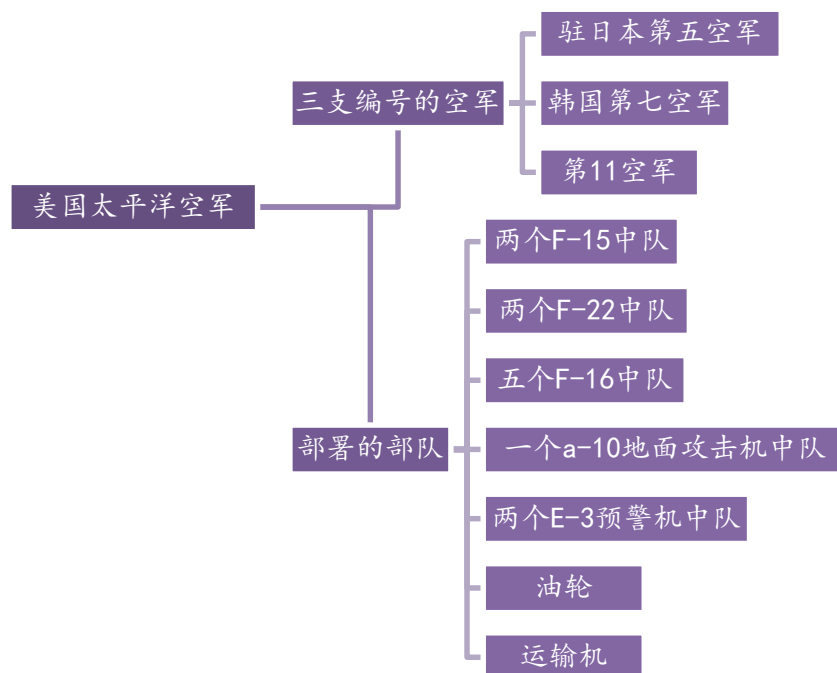 美国太平洋空军
三支编号的空军
驻日本第五空军
韩国第七空军
第11空军
部署的部队
两个F-15中队
两个F-22中队
五个F-16中队
一个a-10地面攻击机中队
两个E-3预警机中队
油轮
运输机